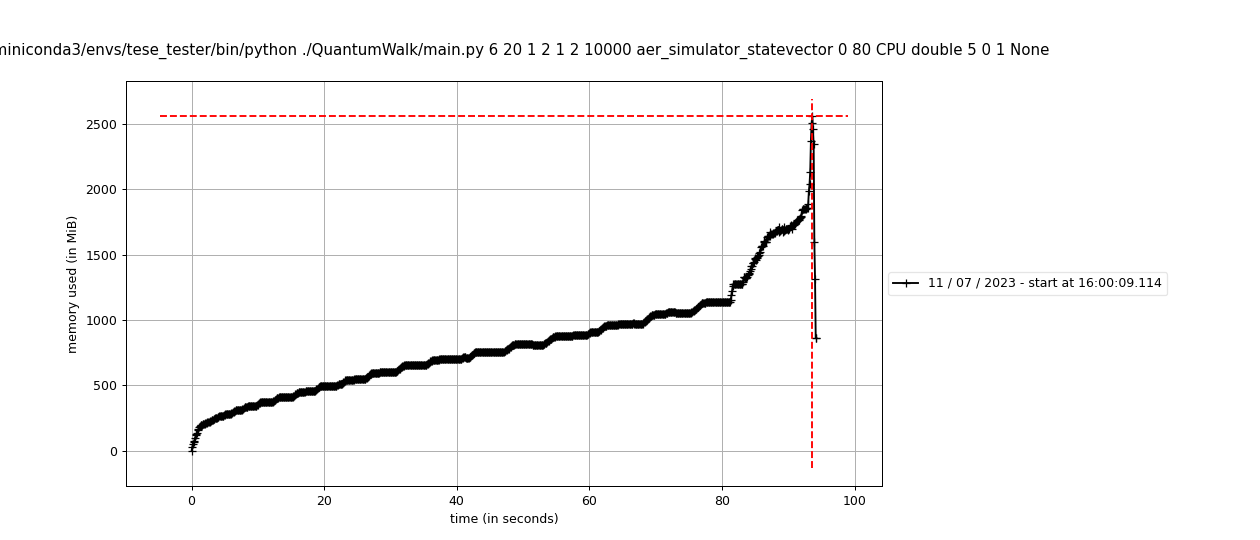 miniconda3/envs/tese_tester/bin/python ./QuantumWalk/main.py 6 20 1 2 1 2 10000 aer_simulator_statevector 0 80 CPU double 5 0 1 None
2500
2000
1500
1000
500
0
memory used (in MiB)
0 20 40 60 80 100
time (in seconds)
11 / 07 / 2023 - start at 16:00:09.114